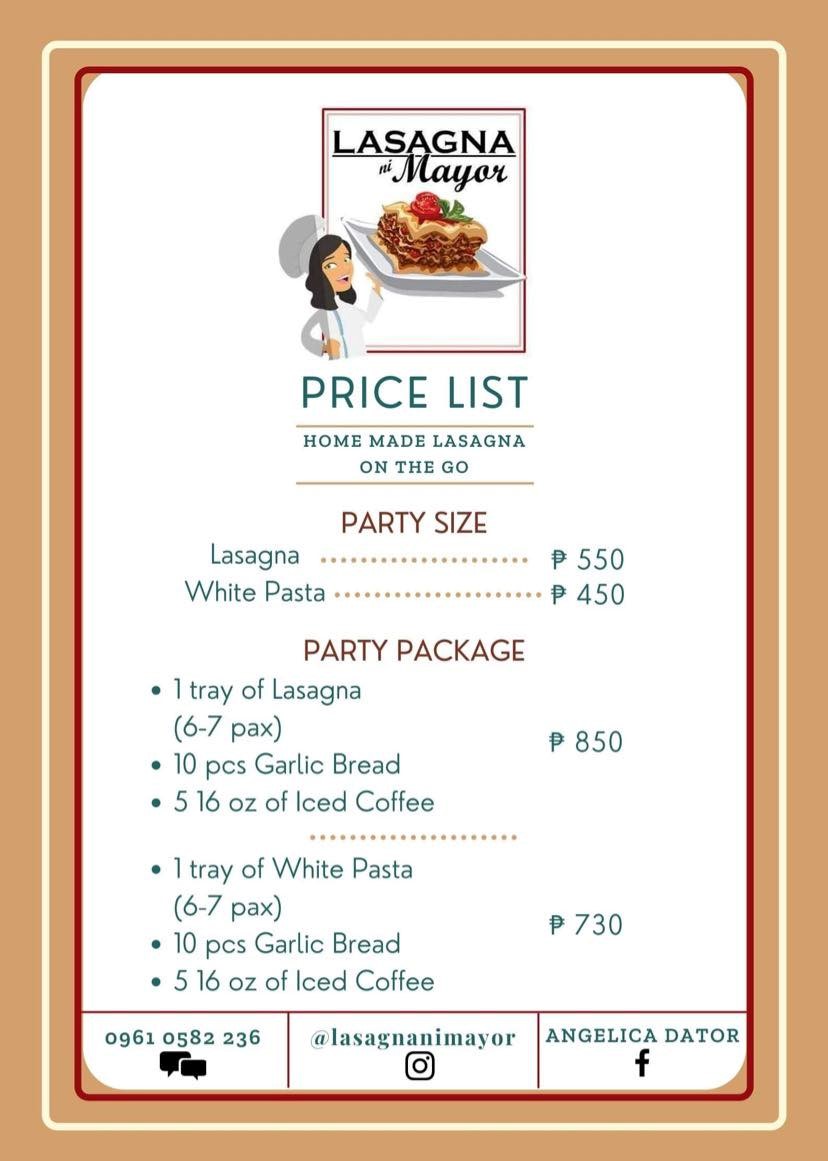 LASAGNA
ni Mayor
PRICE LIST
HOME MADE LASAGNA
ON THE GO
PARTY SIZE
Lasagna ..................... ₱ 550
White Pasta ..................... ₱ 450
PARTY PACKAGE
• 1 tray of Lasagna
(6-7 pax)
₱ 850
• 10 pcs Garlic Bread
• 5 16 oz of Iced Coffee
.....................
• 1 tray of White Pasta
(6-7 pax)
₱ 730
• 10 pcs Garlic Bread
• 5 16 oz of Iced Coffee
0961 0582 236
@lasagnanimayor
ANGELICA DATOR